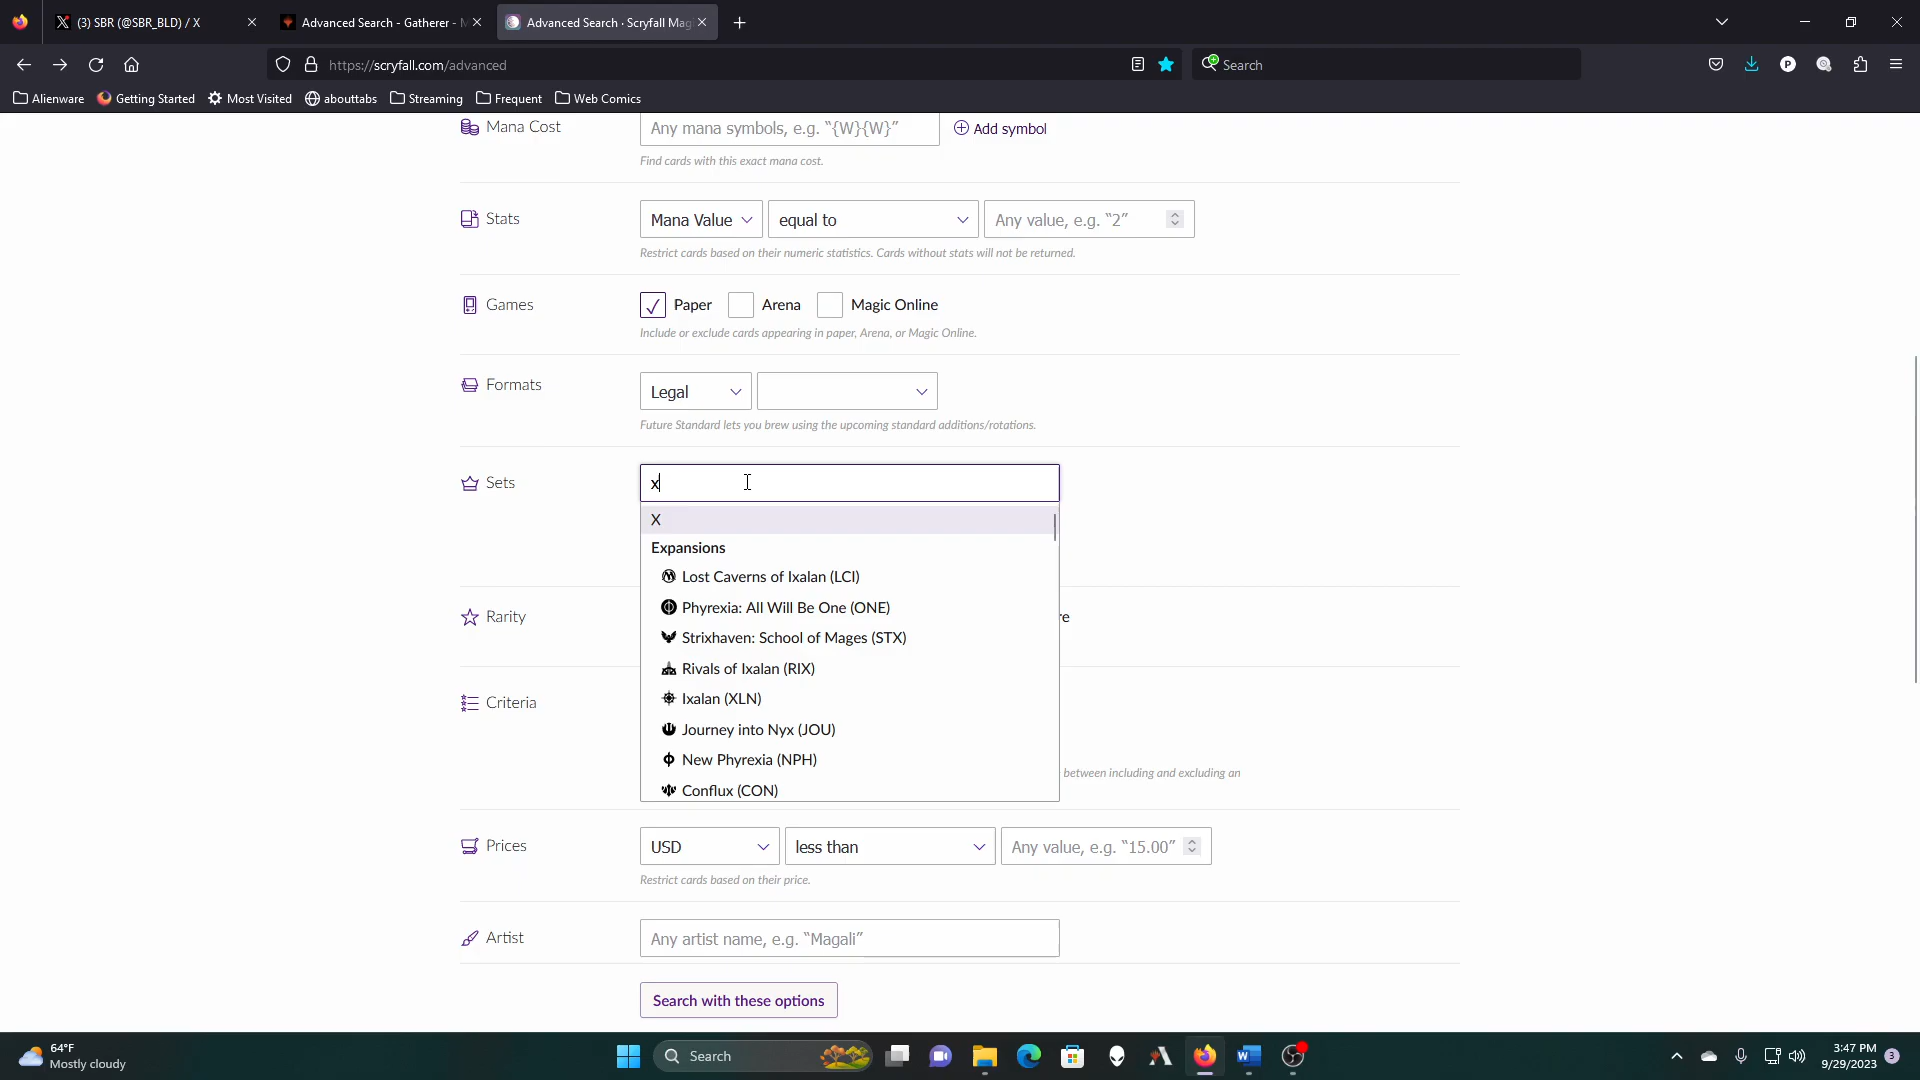 (3) SBR (@SBR_BLD) / X
Advanced Search - Gatherer - M
Advanced Search · Scryfall Mag
https://scryfall.com/advanced
Search
Alienware
Getting Started
Most Visited
abouttabs
Streaming
Frequent
Web Comics
Mana Cost
Any mana symbols, e.g. “{W}{W}”
Add symbol
Find cards with this exact mana cost.
Stats
Mana Value
equal to
Any value, e.g. “2”
Restrict cards based on their numeric statistics. Cards without stats will not be returned.
Games
Paper
Arena
Magic Online
Include or exclude cards appearing in paper, Arena, or Magic Online.
Formats
Legal
Future Standard lets you brew using the upcoming standard additions/rotations.
Sets
x
X
Expansions
Lost Caverns of Ixalan (LCI)
Phyrexia: All Will Be One (ONE)
Rarity
re
Strixhaven: School of Mages (STX)
Rivals of Ixalan (RIX)
Criteria
Ixalan (XLN)
Journey into Nyx (JOU)
New Phyrexia (NPH)
between including and excluding an
Conflux (CON)
Prices
USD
less than
Any value, e.g. “15.00”
Restrict cards based on their price.
Artist
Any artist name, e.g. “Magali”
Search with these options
64°F
Mostly cloudy
Search
3:47 PM
9/29/2023
3